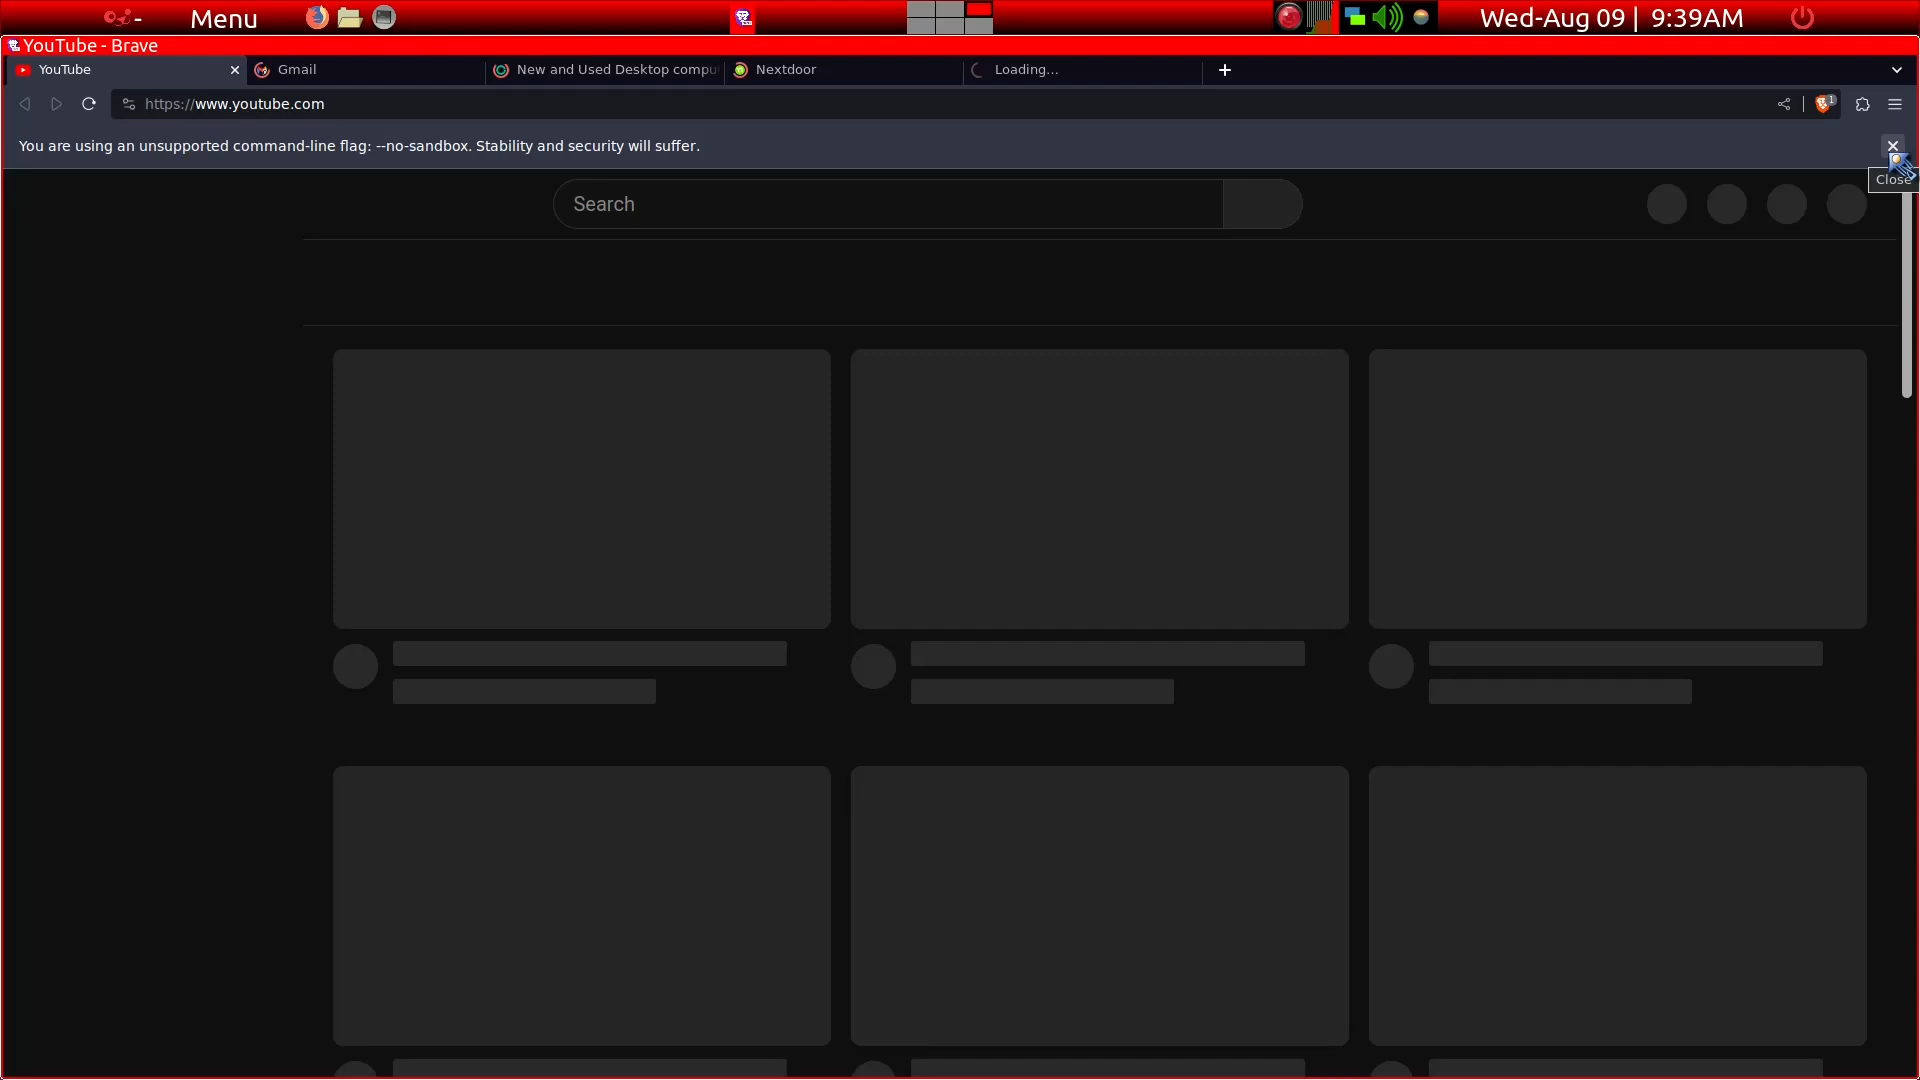 Menu
Wed-Aug 09 | 9:39AM
YouTube - Brave
YouTube
Gmail
New and Used Desktop compu
Nextdoor
Loading...
https://www.youtube.com
1
You are using an unsupported command-line flag: --no-sandbox. Stability and security will suffer.
Close
Search